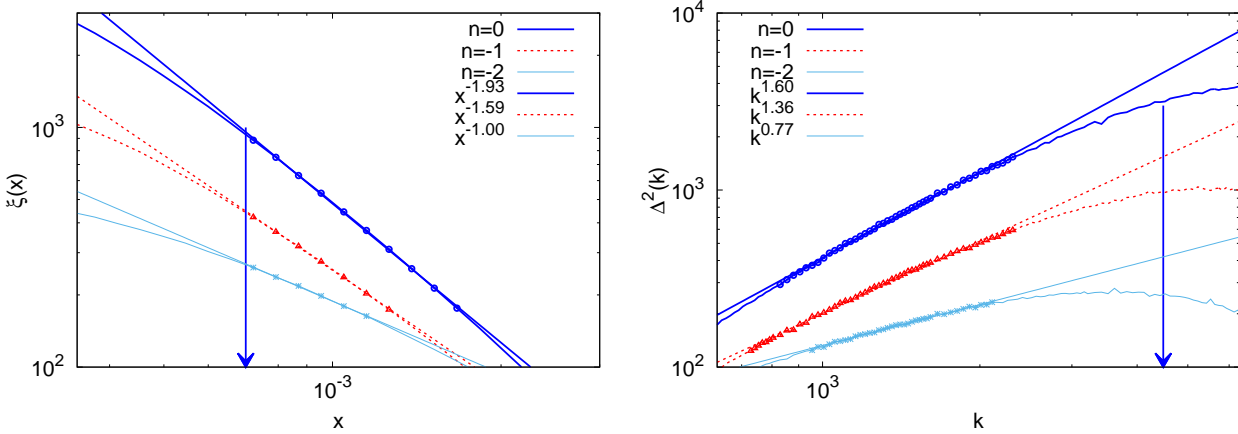 n=0
n=-1
n=-2
x^-1.93
x^-1.59
x^-1.00
10^3
10^2
ξ(x)
10^-3
x
n=0
n=-1
n=-2
k^1.60
k^1.36
k^0.77
10^4
10^3
10^2
Δ^2(k)
10^3
k